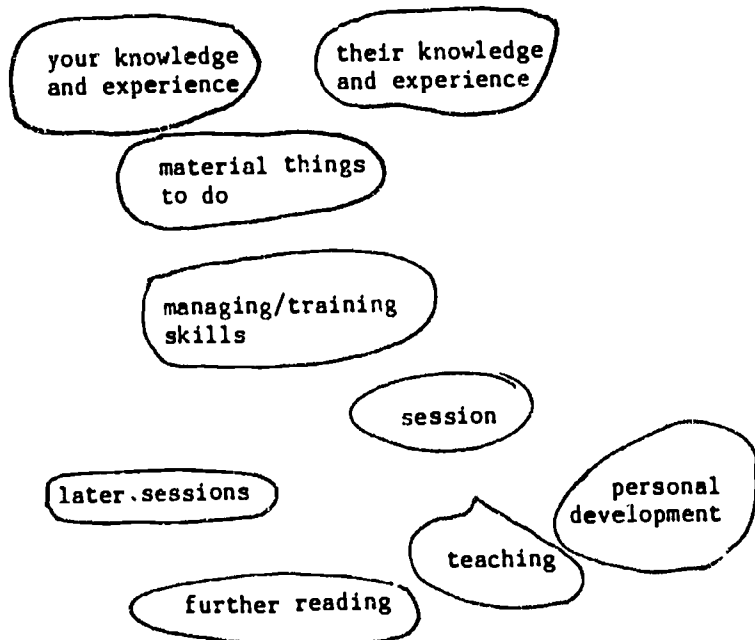 your knowledge
and experience
their knowledge
and experience
material things
to do
managing/training
skills
session
later sessions
personal
development
teaching
further reading